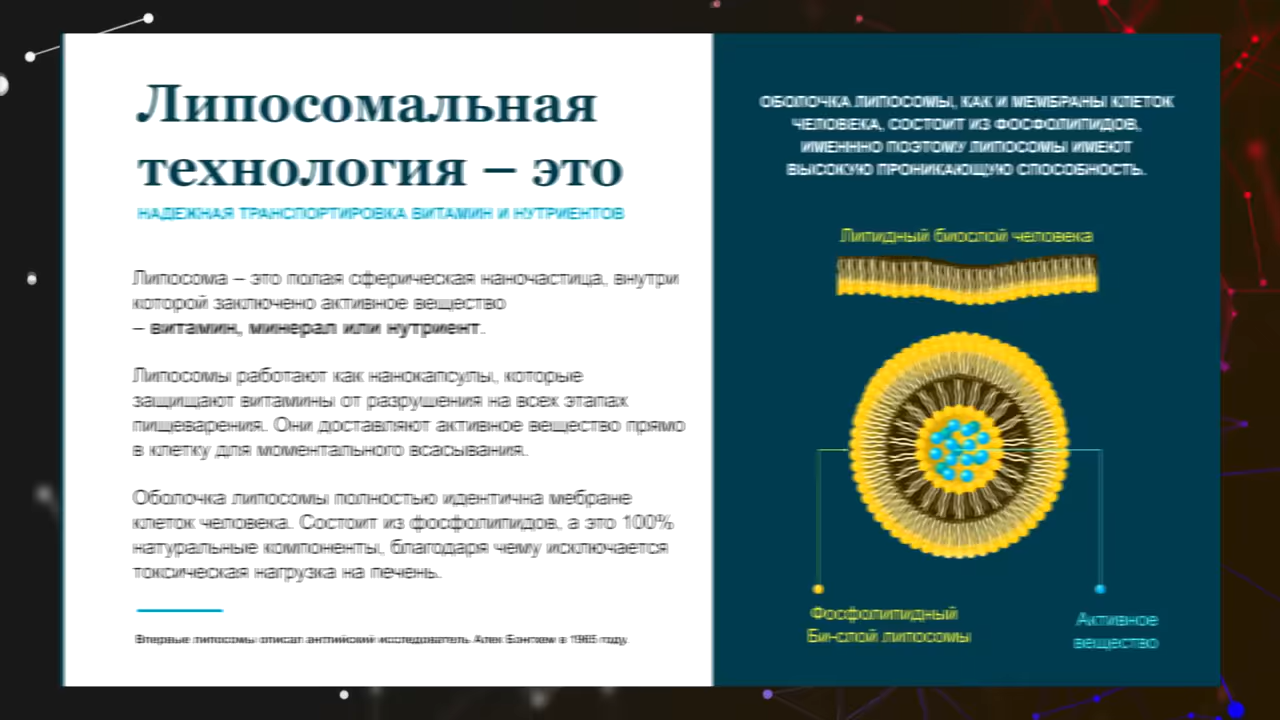 Липосомальная
технология – это
НАДЕЖНАЯ ТРАНСПОРТИРОВКА ВИТАМИН И НУТРИЕНТОВ
Липосома – это полая сферическая наночастица, внутри
которой заключено активное вещество
– витамин, минерал или нутриент.
Липосомы работают как нанокапсулы, которые
защищают витамины от разрушения на всех этапах
пищеварения. Они доставляют активное вещество прямо
в клетку для моментального всасывания.
Оболочка липосомы полностью идентична мебране
клеток человека. Состоит из фосфолипидов, а это 100%
натуральные компоненты, благодаря чему исключается
токсическая нагрузка на печень.
Впервые липосомы описал английский исследователь Алек Бэнгхем в 1965 году.
ОБОЛОЧКА ЛИПОСОМЫ, КАК И МЕМБРАНЫ КЛЕТОК
ЧЕЛОВЕКА, СОСТОИТ ИЗ ФОСФОЛИПИДОВ,
ИМЕНННО ПОЭТОМУ ЛИПОСОМЫ ИМЕЮТ
ВЫСОКУЮ ПРОНИКАЮЩУЮ СПОСОБНОСТЬ.
Липидный биослой человека
Фосфолипидный
Би-слой липосомы
Активное
вещество